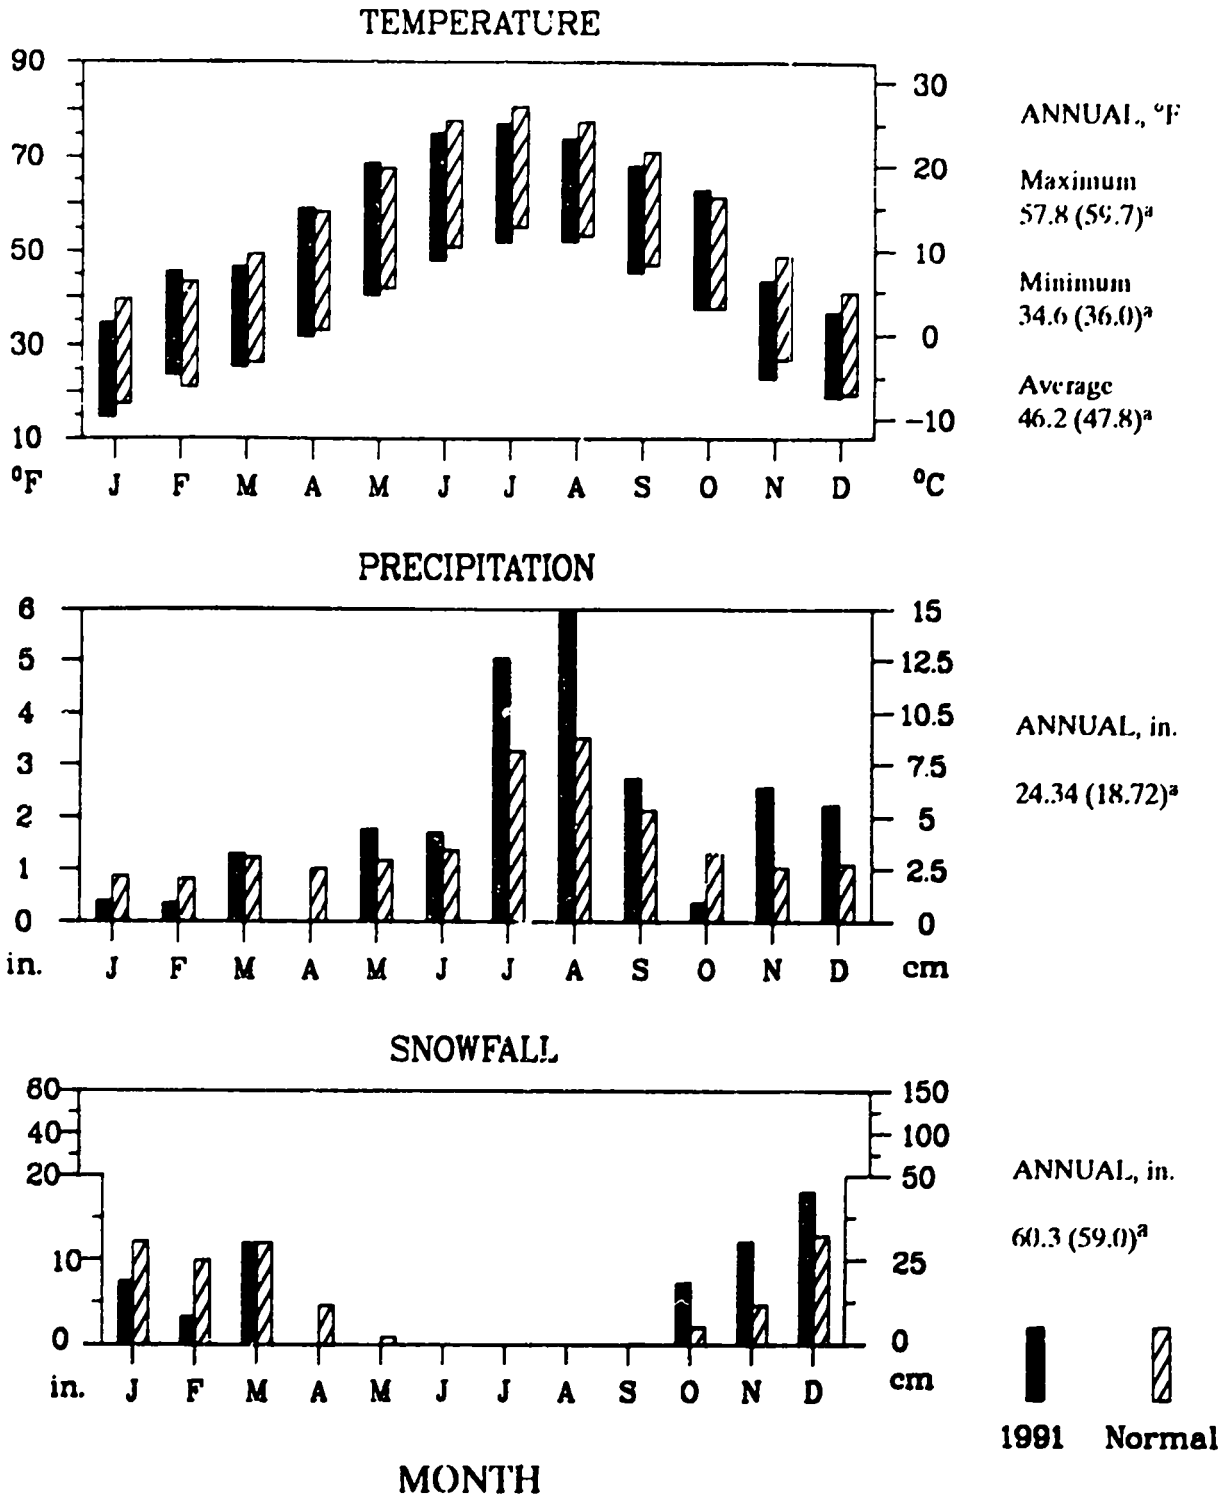 TEMPERATURE
90
70
50
30
10
°F
30
20
10
0
-10
°C
J F M A M J J A S O N D
ANNUAL, °F
Maximum
57.8 (59.7)ᵃ
Minimum
34.6 (36.0)ᵃ
Average
46.2 (47.8)ᵃ
PRECIPITATION
6
5
4
3
2
1
0
in.
15
12.5
10.5
7.5
5
2.5
0
cm
J F M A M J J A S O N D
ANNUAL, in.
24.34 (18.72)ᵃ
SNOWFALL
60
40
20
10
0
in.
150
100
50
25
0
cm
J F M A M J J A S O N D
ANNUAL, in.
60.3 (59.0)ᵃ
1991 Normal
MONTH